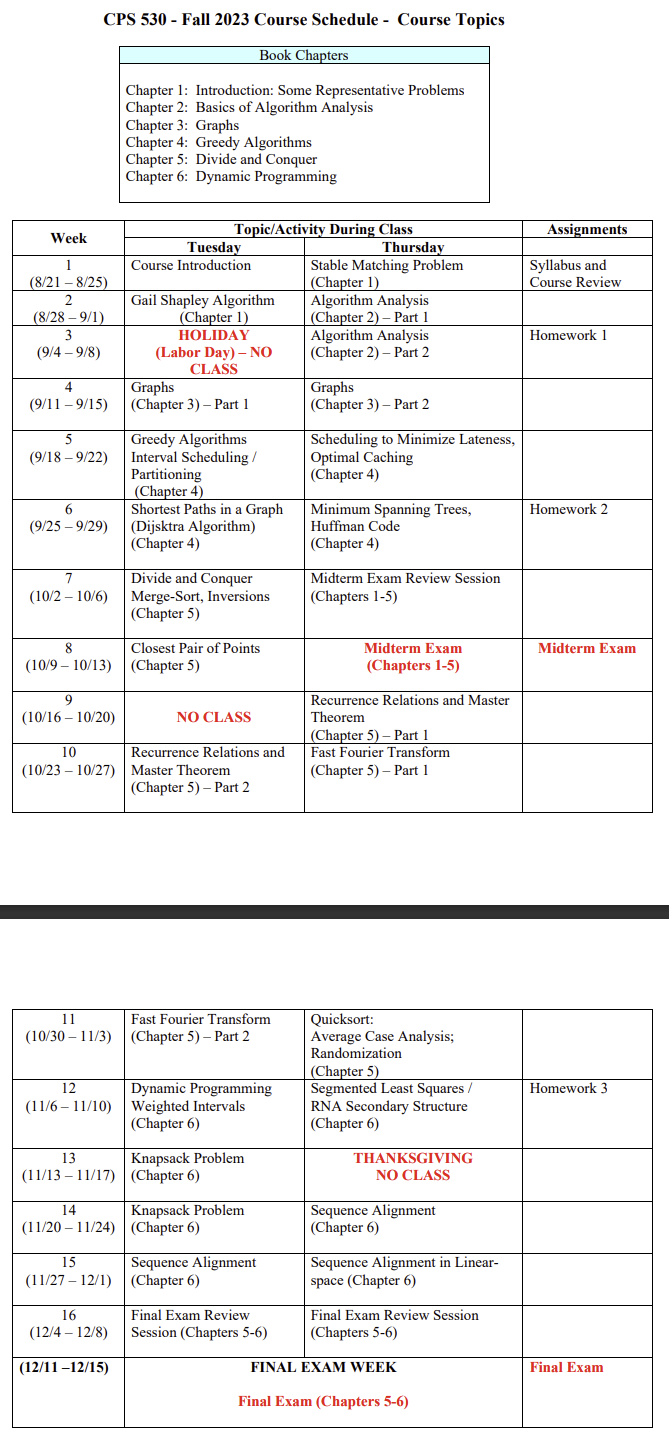 CPS 530 - Fall 2023 Course Schedule - Course Topics
Book Chapters
Chapter 1: Introduction: Some Representative Problems
Chapter 2: Basics of Algorithm Analysis
Chapter 3: Graphs
Chapter 4: Greedy Algorithms
Chapter 5: Divide and Conquer
Chapter 6: Dynamic Programming
Week
Topic/Activity During Class
Assignments
Tuesday
Thursday
1
(8/21 – 8/25)
Course Introduction
Stable Matching Problem
(Chapter 1)
Syllabus and
Course Review
2
(8/28 – 9/1)
Gail Shapley Algorithm
(Chapter 1)
Algorithm Analysis
(Chapter 2) – Part 1
3
(9/4 – 9/8)
HOLIDAY
(Labor Day) – NO
CLASS
Algorithm Analysis
(Chapter 2) – Part 2
Homework 1
4
(9/11 – 9/15)
Graphs
(Chapter 3) – Part 1
Graphs
(Chapter 3) – Part 2
5
(9/18 – 9/22)
Greedy Algorithms
Interval Scheduling /
Partitioning
(Chapter 4)
Scheduling to Minimize Lateness,
Optimal Caching
(Chapter 4)
6
(9/25 – 9/29)
Shortest Paths in a Graph
(Dijsktra Algorithm)
(Chapter 4)
Minimum Spanning Trees,
Huffman Code
(Chapter 4)
Homework 2
7
(10/2 – 10/6)
Divide and Conquer
Merge-Sort, Inversions
(Chapter 5)
Midterm Exam Review Session
(Chapters 1-5)
8
(10/9 – 10/13)
Closest Pair of Points
(Chapter 5)
Midterm Exam
(Chapters 1-5)
Midterm Exam
9
(10/16 – 10/20)
NO CLASS
Recurrence Relations and Master
Theorem
(Chapter 5) – Part 1
10
(10/23 – 10/27)
Recurrence Relations and
Master Theorem
(Chapter 5) – Part 2
Fast Fourier Transform
(Chapter 5) – Part 1
11
(10/30 – 11/3)
Fast Fourier Transform
(Chapter 5) – Part 2
Quicksort:
Average Case Analysis;
Randomization
(Chapter 5)
12
(11/6 – 11/10)
Dynamic Programming
Weighted Intervals
(Chapter 6)
Segmented Least Squares /
RNA Secondary Structure
(Chapter 6)
Homework 3
13
(11/13 – 11/17)
Knapsack Problem
(Chapter 6)
THANKSGIVING
NO CLASS
14
(11/20 – 11/24)
Knapsack Problem
(Chapter 6)
Sequence Alignment
(Chapter 6)
15
(11/27 – 12/1)
Sequence Alignment
(Chapter 6)
Sequence Alignment in Linear-
space (Chapter 6)
16
(12/4 – 12/8)
Final Exam Review
Session (Chapters 5-6)
Final Exam Review Session
(Chapters 5-6)
(12/11 –12/15)
FINAL EXAM WEEK
Final Exam (Chapters 5-6)
Final Exam